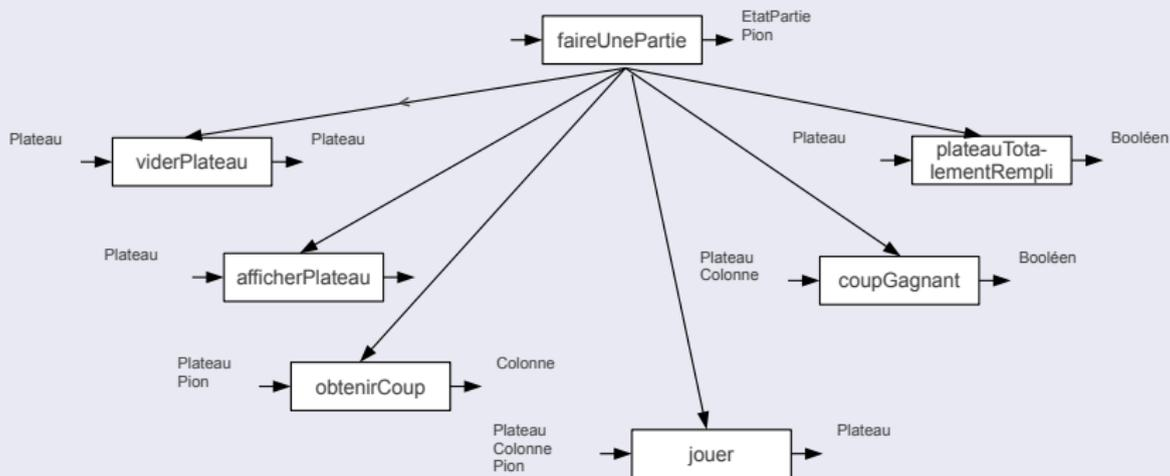 EtatPartie
Pion
faireUnePartie
Plateau
viderPlateau
Plateau
Plateau
plateauTota-
lementRempli
Booléen
Plateau
afficherPlateau
Plateau
Colonne
coupGagnant
Booléen
Plateau
Pion
obtenirCoup
Colonne
Plateau
Colonne
Pion
jouer
Plateau